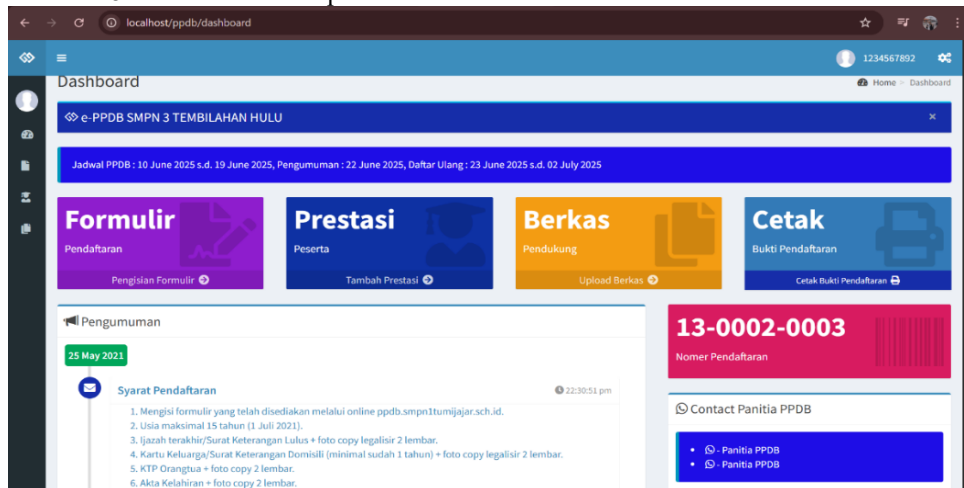 localhost/ppdb/dashboard
1234567892
Dashboard
Home > Dashboard
e-PPDB SMPN 3 TEMBILAHAN HULU
×
Jadwal PPDB : 10 June 2025 s.d. 19 June 2025, Pengumuman : 22 June 2025, Daftar Ulang : 23 June 2025 s.d. 02 July 2025
Formulir
Pendaftaran
Pengisian Formulir
Prestasi
Peserta
Tambah Prestasi
Berkas
Pendukung
Upload Berkas
Cetak
Bukti Pendaftaran
Cetak Bukti Pendaftaran
Pengumuman
25 May 2021
Syarat Pendaftaran
22:30:51 pm
1. Mengisi formulir yang telah disediakan melalui online ppdb.smpn1tumijajar.sch.id.
2. Usia maksimal 15 tahun (1 Juli 2021).
3. Ijazah terakhir/Surat Keterangan Lulus + foto copy legalisir 2 lembar.
4. Kartu Keluarga/Surat Keterangan Domisili (minimal sudah 1 tahun) + foto copy legalisir 2 lembar.
5. KTP Orangtua + foto copy 2 lembar.
6. Akta Kelahiran + foto copy 2 lembar.
13-0002-0003
Nomer Pendaftaran
Contact Panitia PPDB
• - Panitia PPDB
• - Panitia PPDB